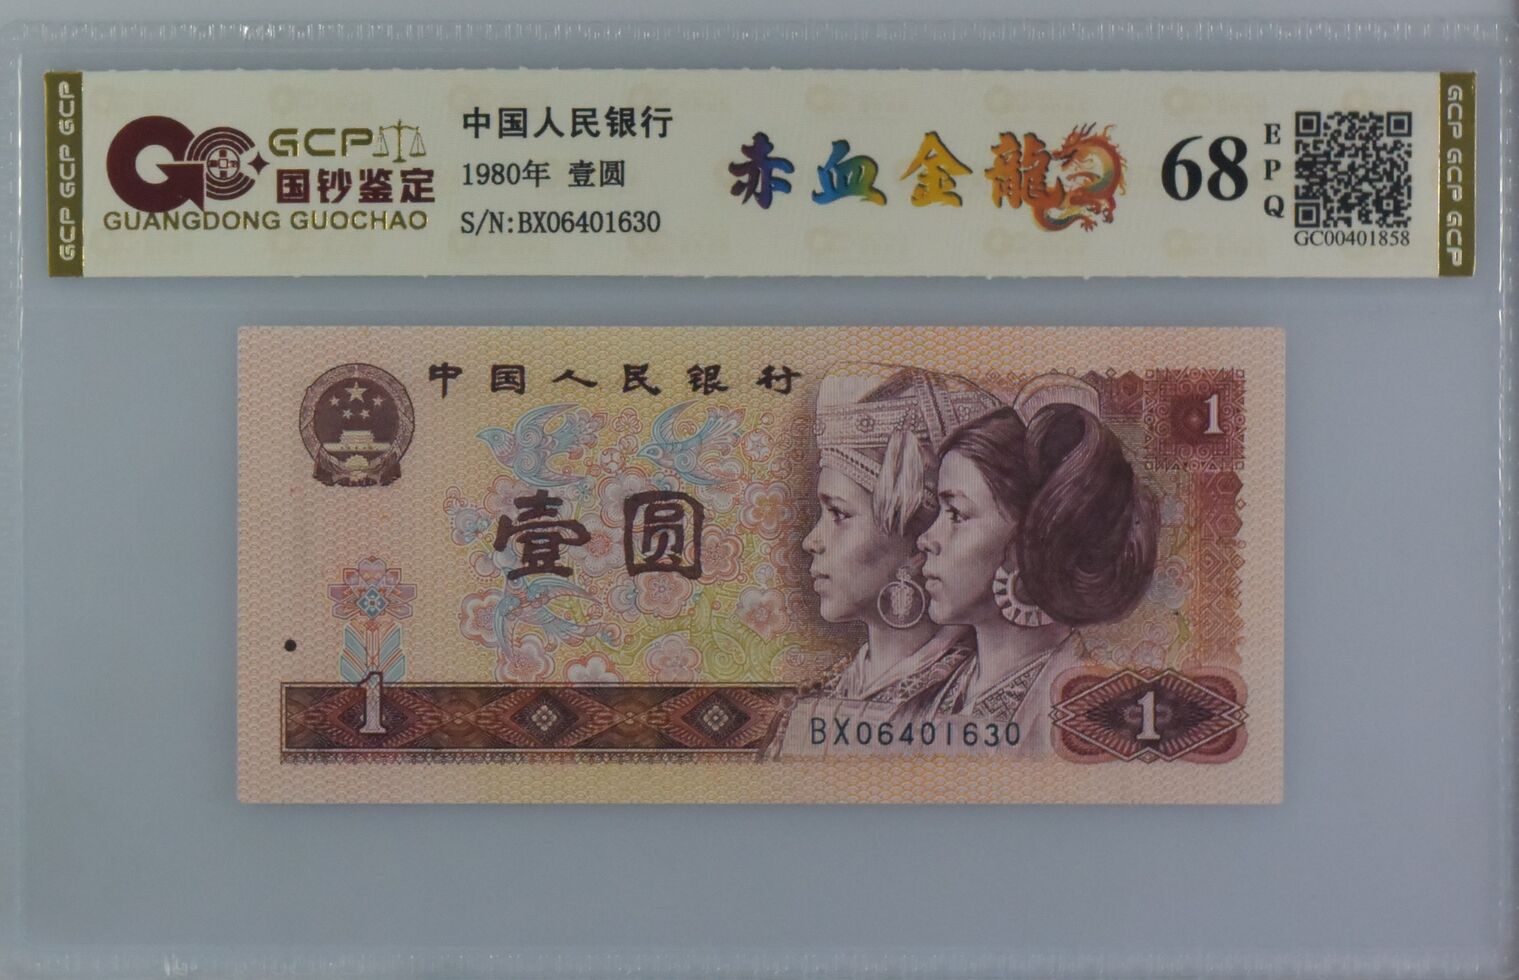 GCP GCP GCP
GCP
国钞鉴定
GUANGDONG GUOCHAO
中国人民银行
1980年 壹圆
S/N:BX06401630
赤血金龍
68
EPQ
GC00401858
GCP GCP GCP
中国人民银行
1
壹圆
1
BX06401630
1